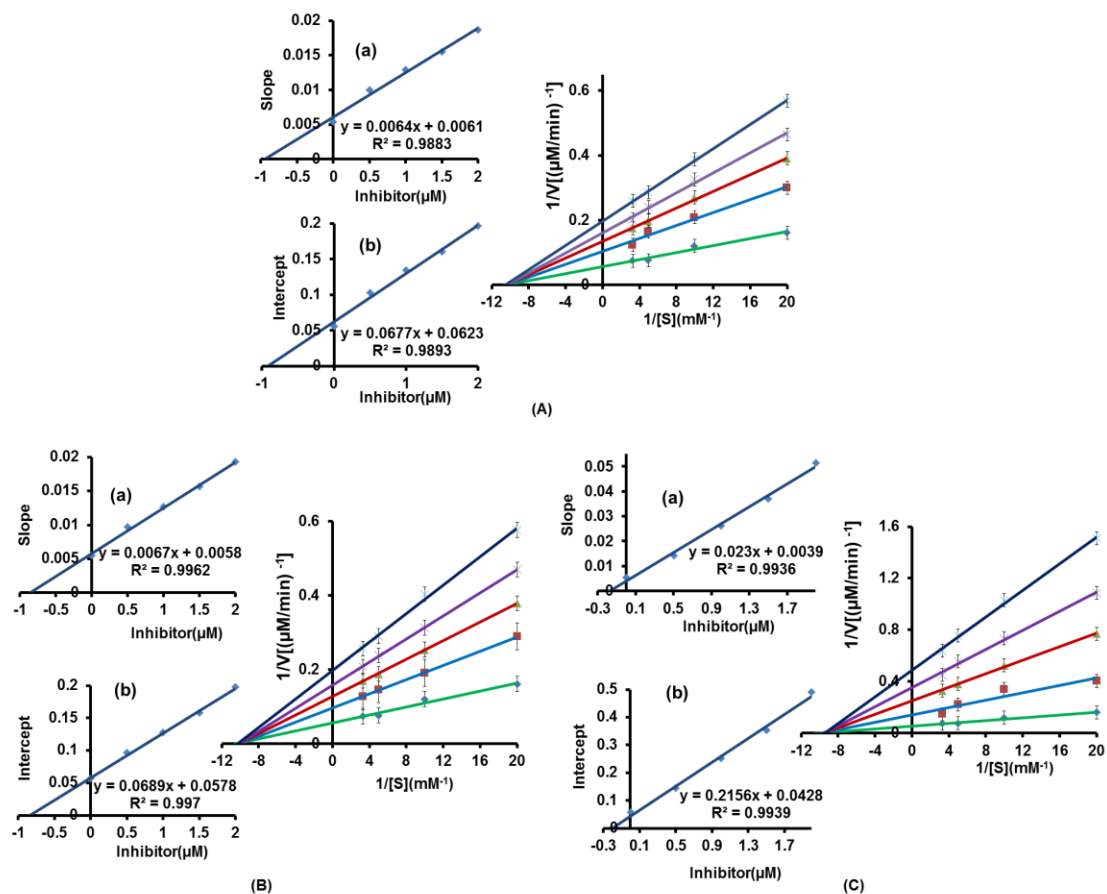 0.02
0.015
0.01
0.005
0
-1 -0.5 0 0.5 1 1.5 2
Slope
(a)
y = 0.0064x + 0.0061
R² = 0.9883
Inhibitor(µM)
0.2
0.15
0.1
0.05
0
-1 0 1 2
Intercept
(b)
y = 0.0677x + 0.0623
R² = 0.9893
Inhibitor(µM)
0.6
0.4
0.2
0
-12 -8 -4 0 4 8 12 16 20
1/V[(µM/min) ⁻¹]
1/[S](mM⁻¹)
(A)
0.02
0.015
0.01
0.005
0
-1 -0.5 0 0.5 1 1.5 2
Slope
(a)
y = 0.0067x + 0.0058
R² = 0.9962
Inhibitor(µM)
0.2
0.15
0.1
0.05
0
-1 -0.5 0 0.5 1 1.5 2
Intercept
(b)
y = 0.0689x + 0.0578
R² = 0.997
Inhibitor(µM)
0.6
0.4
0.2
0
-12 -8 -4 0 4 8 12 16 20
1/V[(µM/min) ⁻¹]
1/[S](mM⁻¹)
(B)
0.05
0.04
0.03
0.02
0.01
0
-0.3 0.1 0.5 0.9 1.3 1.7
Slope
(a)
y = 0.023x + 0.0039
R² = 0.9936
Inhibitor(µM)
0.5
0.4
0.3
0.2
0.1
0
-0.3 0.1 0.5 0.9 1.3 1.7
Intercept
(b)
y = 0.2156x + 0.0428
R² = 0.9939
Inhibitor(µM)
1.6
1.2
0.8
0.4
0
-12 -8 -4 0 4 8 12 16 20
1/V[(µM/min) ⁻¹]
1/[S](mM⁻¹)
(C)